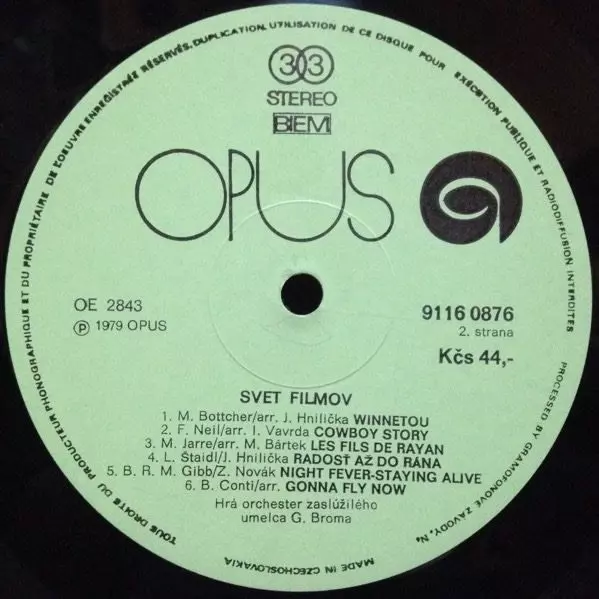 TOUS DROITS DU PRODUCTEUR PHONOGRAPHIQUE ET DU PROPRIÉTAIRE DE L'OEUVRE ENREGISTRÉE RÉSERVÉS. DUPLICATION, UTILISATION DE CE DISQUE POUR EXÉCUTION PUBLIQUE ET RADIODIFFUSION INTERDITES
33
STEREO
BIEM
OPUS
OE 2843
℗ 1979 OPUS
9116 0876
2. strana
Kčs 44,-
SVET FILMOV
1. M. Bottcher/arr. J. Hnilička WINNETOU
2. F. Neil/arr. I. Vavrda COWBOY STORY
3. M. Jarre/arr. M. Bártek LES FILS DE RAYAN
4. L. Štaidl/J. Hnilička RADOSŤ AŽ DO RÁNA
5. B. R. M. Gibb/Z. Novák NIGHT FEVER-STAYING ALIVE
6. B. Conti/arr. GONNA FLY NOW
Hrá orchester zaslúžilého
umelca G. Broma
PROCESSED BY GRAMOFONOVÉ ZÁVODY, N.
MADE IN CZECHOSLOVAKIA